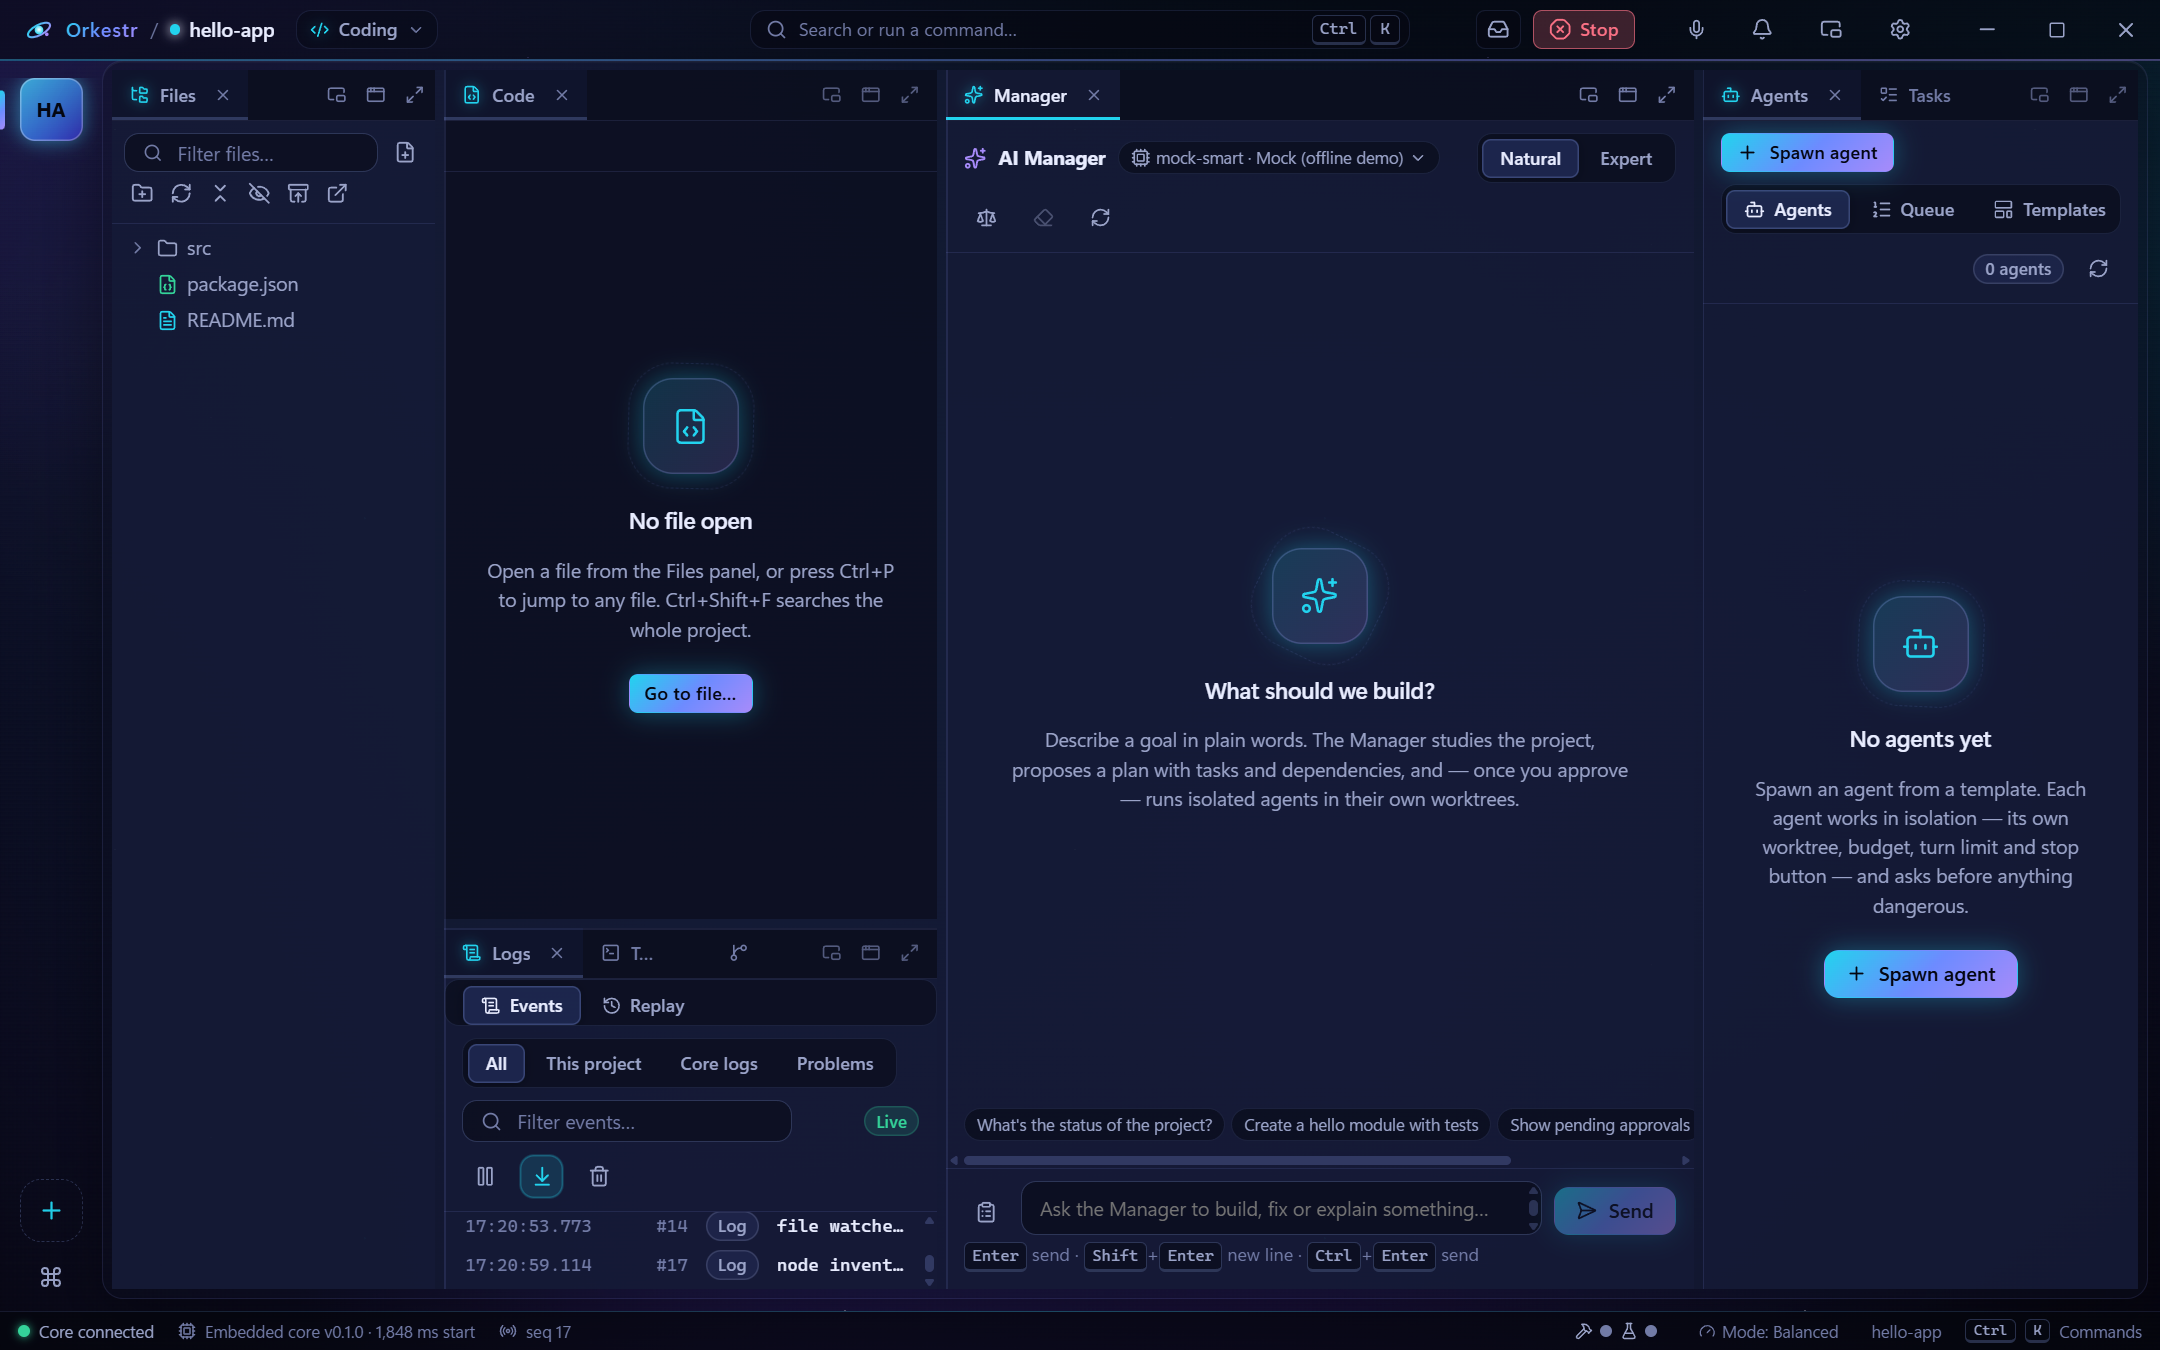 Orkestr / hello-app
Coding
Search or run a command...
Ctrl K
Stop
HA
Files
Filter files...
src
package.json
README.md
Code
No file open
Open a file from the Files panel, or press Ctrl+P
to jump to any file. Ctrl+Shift+F searches the
whole project.
Go to file...
Logs
T...
Events
Replay
All
This project
Core logs
Problems
Filter events...
Live
17:20:53.773 #14 Log file watche...
17:20:59.114 #17 Log node invent...
Manager
AI Manager
mock-smart · Mock (offline demo)
Natural
Expert
What should we build?
Describe a goal in plain words. The Manager studies the project,
proposes a plan with tasks and dependencies, and — once you approve
— runs isolated agents in their own worktrees.
What's the status of the project?
Create a hello module with tests
Show pending approvals
Ask the Manager to build, fix or explain something...
Send
Enter send · Shift+Enter new line · Ctrl+Enter send
Agents
Tasks
Spawn agent
Agents
Queue
Templates
0 agents
No agents yet
Spawn an agent from a template. Each
agent works in isolation — its own
worktree, budget, turn limit and stop
button — and asks before anything
dangerous.
Spawn agent
Core connected
Embedded core v0.1.0 · 1,848 ms start
seq 17
Mode: Balanced
hello-app
Ctrl K Commands